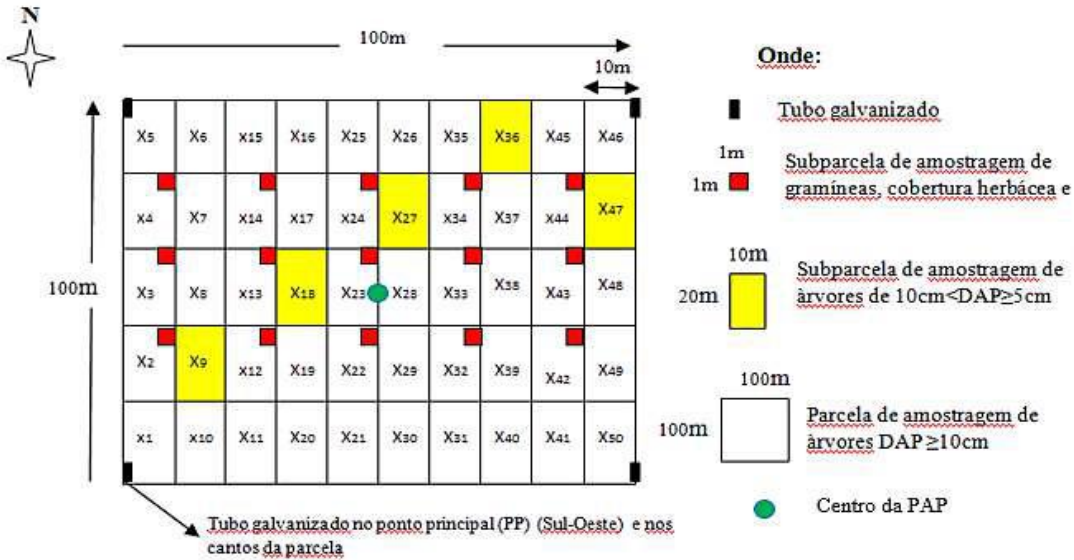 N
100m
10m
100m
X5 X6 x15 X16 X25 X26 X35 X36 X45 X46
x4 X7 x14 X17 X24 X27 X34 X37 X44 X47
X3 X8 x13 X18 X23 X28 X33 X38 X43 X48
X2 X9 x12 X19 X22 X29 X32 X39 X42 X49
x1 x10 X11 X20 X21 X30 X31 X40 X41 X50
Tubo galvanizado no ponto principal (PP) (Sul-Oeste) e nos
cantos da parcela
Onde:
Tubo galvanizado
1m
1m
Subparcela de amostragem de
gramíneas, cobertura herbácea e
10m
20m
Subparcela de amostragem de
àrvores de 10cm<DAP≥5cm
100m
100m
Parcela de amostragem de
àrvores DAP ≥10cm
Centro da PAP